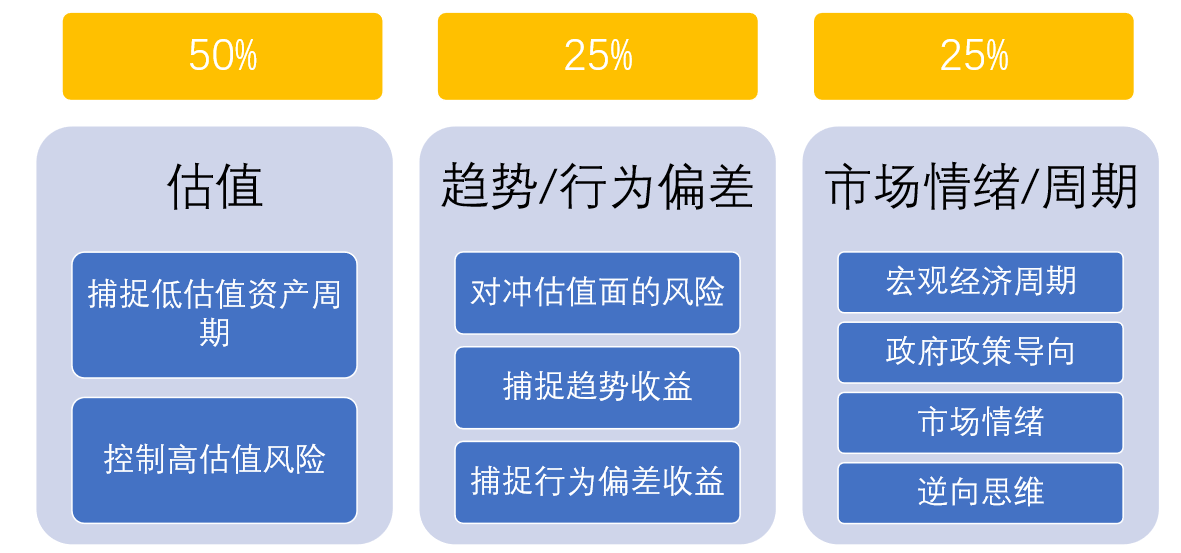 50%
25%
25%
估值
捕捉低估值资产周
期
控制高估值风险
趋势/行为偏差
对冲估值面的风险
捕捉趋势收益
捕捉行为偏差收益
市场情绪/周期
宏观经济周期
政府政策导向
市场情绪
逆向思维